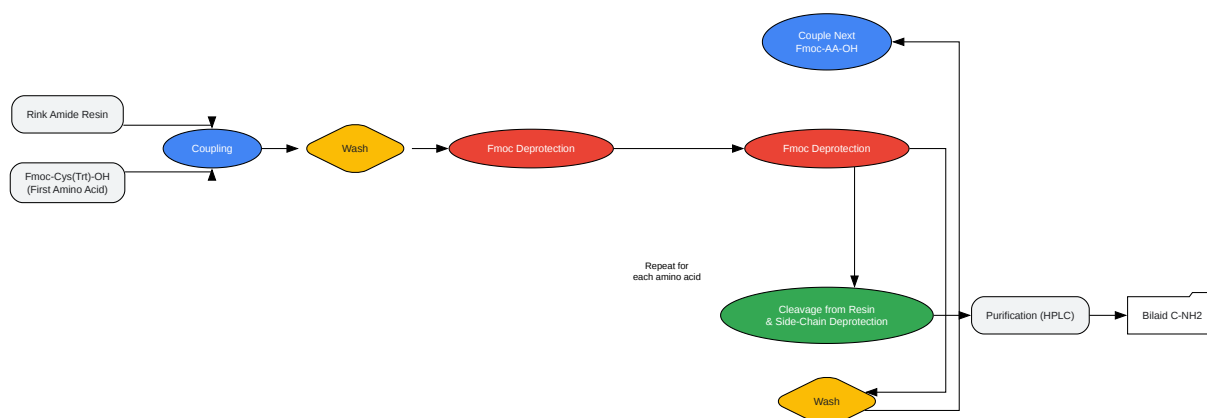 Couple Next
Fmoc-AA-OH
Rink Amide Resin
Coupling
Wash
Fmoc Deprotection
Fmoc Deprotection
Fmoc-Cys(Trt)-OH
(First Amino Acid)
Repeat for
each amino acid
Cleavage from Resin
& Side-Chain Deprotection
Purification (HPLC)
Bilaid C-NH2
Wash